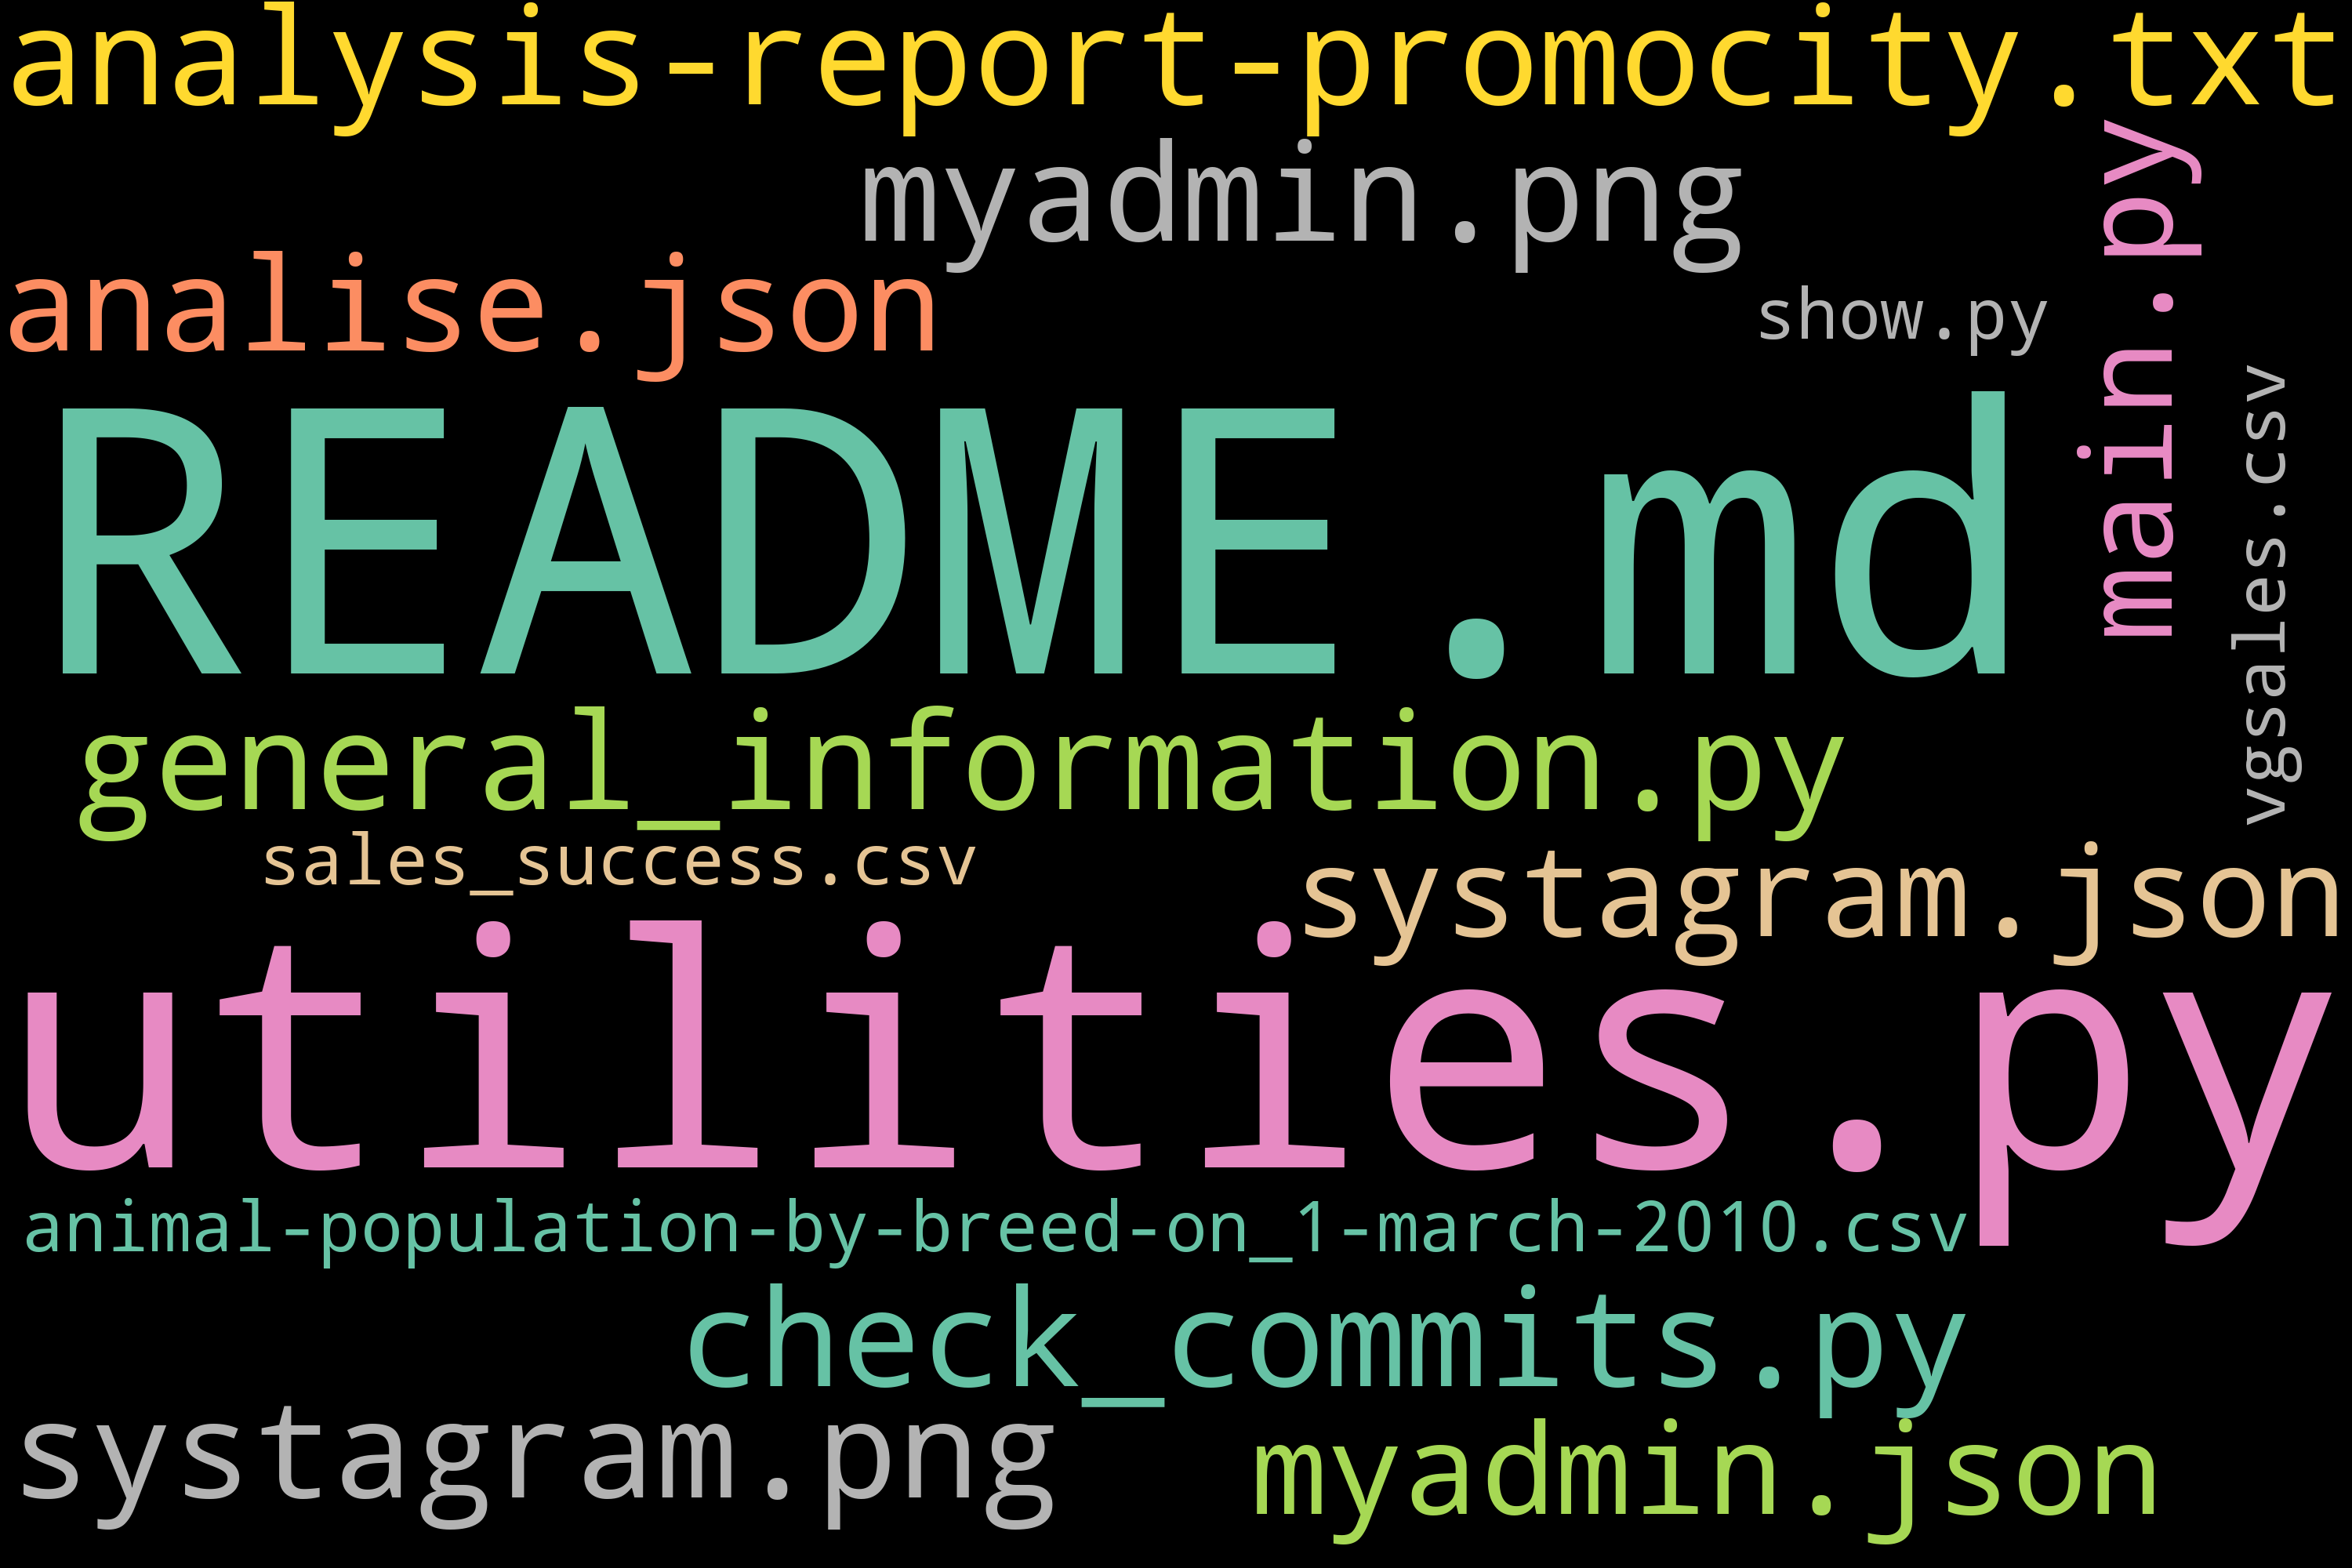 analysis-report-promocity.txt
myadmin.png
main.py
analise.json
show.py
vgsales.csv
README.md
general_information.py
sales_success.csv
systagram.json
utilities.py
animal-population-by-breed-on_1-march-2010.csv
check_commits.py
systagram.png
myadmin.json